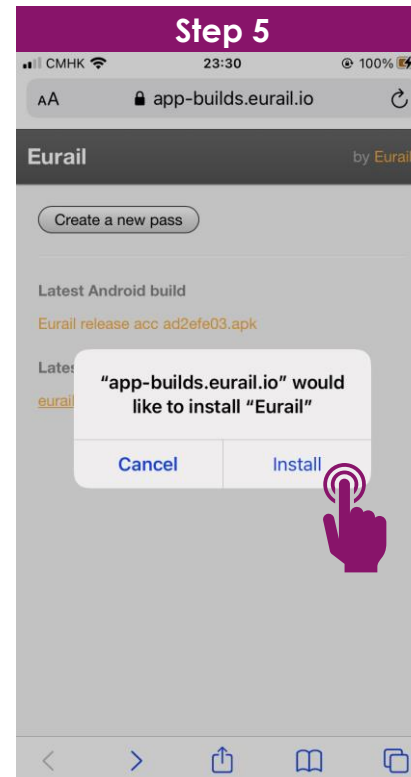 Step 5
CMHK 23:30 100%
AA app-builds.eurail.io
Eurail by Eurail
Create a new pass
Latest Android build
Eurail release acc ad2efe03.apk
“app-builds.eurail.io” would
like to install “Eurail”
Cancel Install